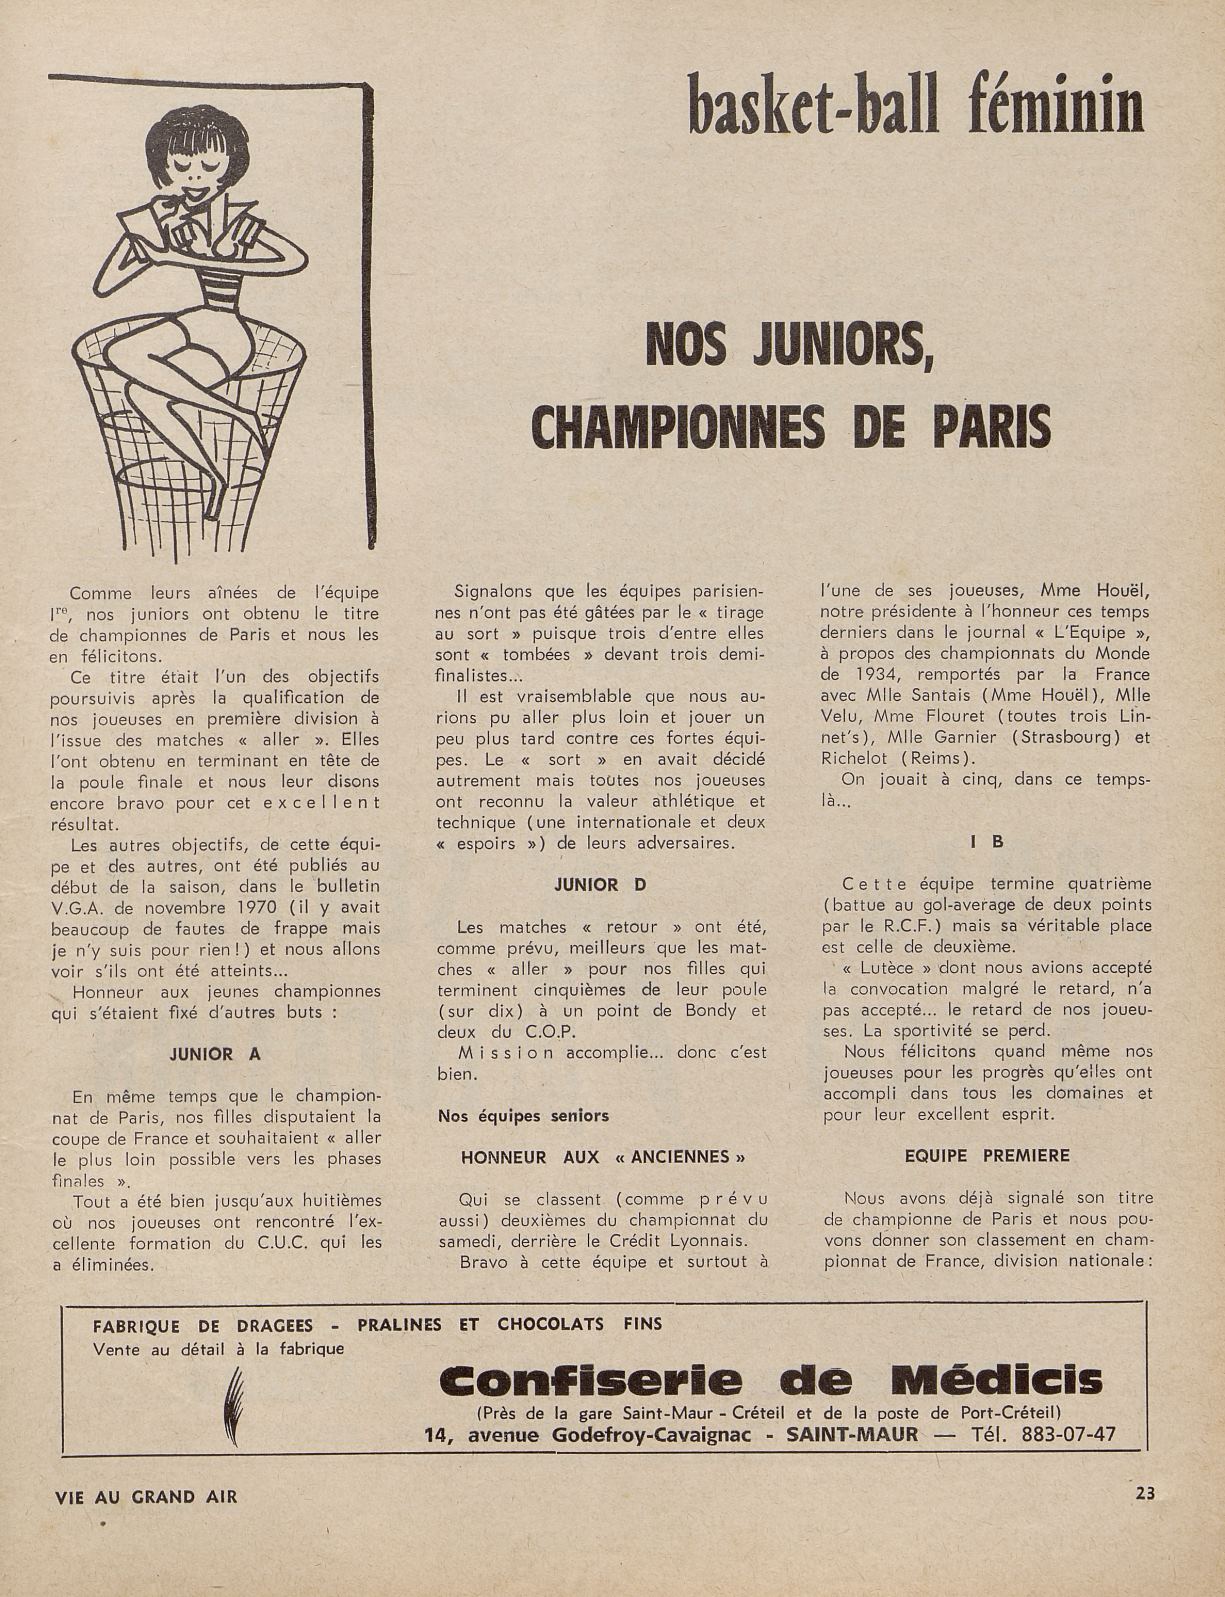 basket-ball féminin
NOS JUNIORS,
CHAMPIONNES DE PARIS
Comme leurs aînées de l'équipe
Iʳᵉ, nos juniors ont obtenu le titre
de championnes de Paris et nous les
en félicitons.
Ce titre était l'un des objectifs
poursuivis après la qualification de
nos joueuses en première division à
l'issue des matches « aller ». Elles
l'ont obtenu en terminant en tête de
la poule finale et nous leur disons
encore bravo pour cet excellent
résultat.
Les autres objectifs, de cette équi-
pe et des autres, ont été publiés au
début de la saison, dans le bulletin
V.G.A. de novembre 1970 (il y avait
beaucoup de fautes de frappe mais
je n'y suis pour rien !) et nous allons
voir s'ils ont été atteints...
Honneur aux jeunes championnes
qui s'étaient fixé d'autres buts :
JUNIOR A
En même temps que le champion-
nat de Paris, nos filles disputaient la
coupe de France et souhaitaient « aller
le plus loin possible vers les phases
finales ».
Tout a été bien jusqu'aux huitièmes
où nos joueuses ont rencontré l'ex-
cellente formation du C.U.C. qui les
a éliminées.
Signalons que les équipes parisien-
nes n'ont pas été gâtées par le « tirage
au sort » puisque trois d'entre elles
sont « tombées » devant trois demi-
finalistes...
Il est vraisemblable que nous au-
rions pu aller plus loin et jouer un
peu plus tard contre ces fortes équi-
pes. Le « sort » en avait décidé
autrement mais toutes nos joueuses
ont reconnu la valeur athlétique et
technique (une internationale et deux
« espoirs ») de leurs adversaires.
JUNIOR D
Les matches « retour » ont été,
comme prévu, meilleurs que les mat-
ches « aller » pour nos filles qui
terminent cinquièmes de leur poule
(sur dix) à un point de Bondy et
deux du C.O.P.
Mission accomplie... donc c'est
bien.
Nos équipes seniors
HONNEUR AUX « ANCIENNES »
Qui se classent (comme prévu
aussi) deuxièmes du championnat du
samedi, derrière le Crédit Lyonnais.
Bravo à cette équipe et surtout à
l'une de ses joueuses, Mme Houël,
notre présidente à l'honneur ces temps
derniers dans le journal « L'Equipe »,
à propos des championnats du Monde
de 1934, remportés par la France
avec Mlle Santais (Mme Houël), Mlle
Velu, Mme Flouret (toutes trois Lin-
net's), Mlle Garnier (Strasbourg) et
Richelot (Reims).
On jouait à cinq, dans ce temps-
là...
I B
Cette équipe termine quatrième
(battue au gol-average de deux points
par le R.C.F.) mais sa véritable place
est celle de deuxième.
« Lutèce » dont nous avions accepté
la convocation malgré le retard, n'a
pas accepté... le retard de nos joueu-
ses. La sportivité se perd.
Nous félicitons quand même nos
joueuses pour les progrès qu'elles ont
accompli dans tous les domaines et
pour leur excellent esprit.
EQUIPE PREMIERE
Nous avons déjà signalé son titre
de championne de Paris et nous pou-
vons donner son classement en cham-
pionnat de France, division nationale :
FABRIQUE DE DRAGEES - PRALINES ET CHOCOLATS FINS
Vente au détail à la fabrique
Confiserie de Médicis
(Près de la gare Saint-Maur - Créteil et de la poste de Port-Créteil)
14, avenue Godefroy-Cavaignac - SAINT-MAUR — Tél. 883-07-47
VIE AU GRAND AIR
23